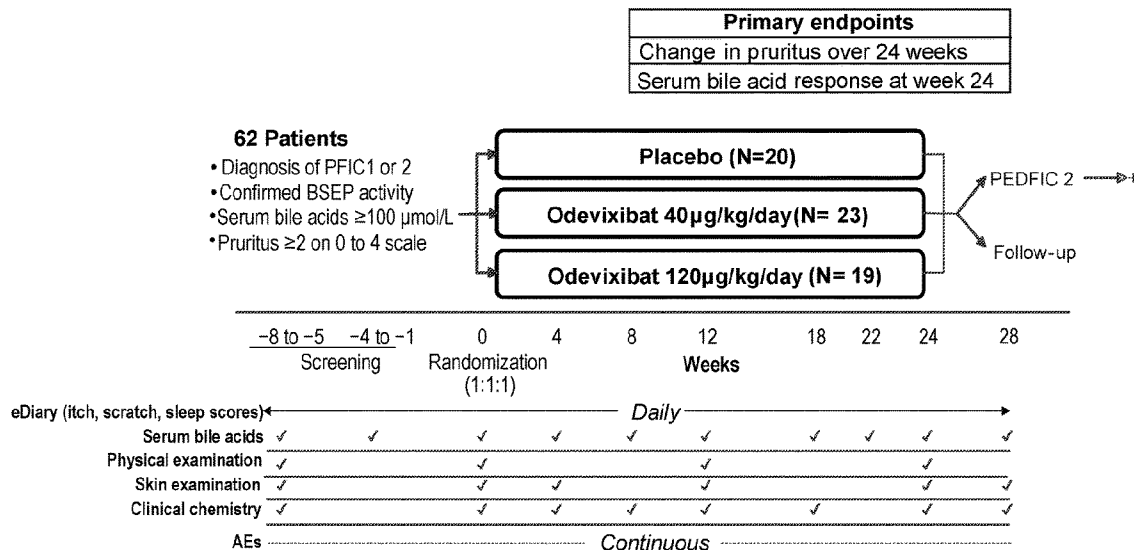 Primary endpoints
Change in pruritus over 24 weeks
Serum bile acid response at week 24
62 Patients
• Diagnosis of PFIC1 or 2
• Confirmed BSEP activity
• Serum bile acids ≥100 µmol/L
• Pruritus ≥2 on 0 to 4 scale
Placebo (N=20)
Odevixibat 40µg/kg/day(N= 23)
Odevixibat 120µg/kg/day (N= 19)
PEDFIC 2
Follow-up
−8 to −5 −4 to −1 0 4 8 12 18 22 24 28
Screening Randomization Weeks
(1:1:1)
eDiary (itch, scratch, sleep scores) Daily
Serum bile acids ✓ ✓ ✓ ✓ ✓ ✓ ✓ ✓ ✓ ✓
Physical examination ✓ ✓ ✓ ✓
Skin examination ✓ ✓ ✓ ✓ ✓ ✓
Clinical chemistry ✓ ✓ ✓ ✓ ✓ ✓ ✓ ✓
AEs Continuous